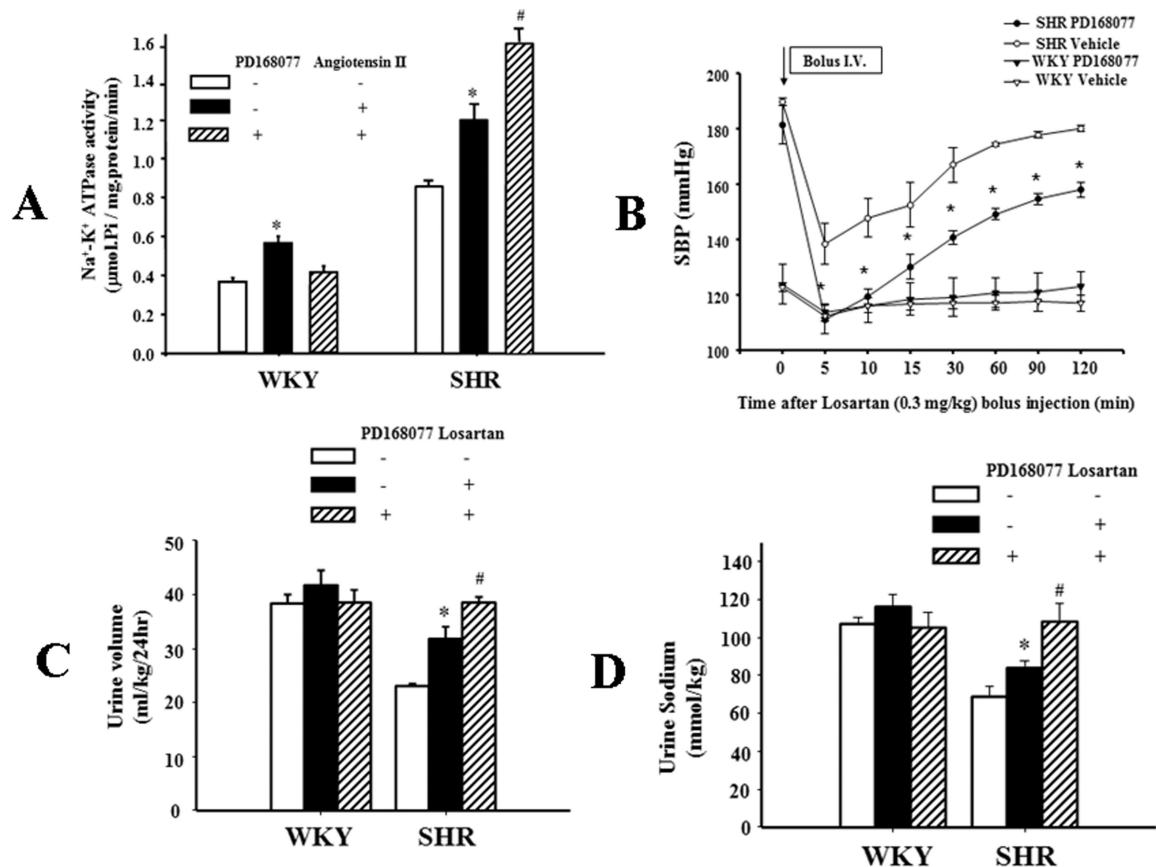 A
Na⁺-K⁺ ATPase activity
(µmol.Pi / mg.protein/min)
1.6
1.4
1.2
1.0
0.8
0.6
0.4
0.2
0.0
PD168077 Angiotensin II
- -
- +
+ +
*
*
#
WKY SHR
B
SHR PD168077
SHR Vehicle
WKY PD168077
WKY Vehicle
Bolus I.V.
SBP (mmHg)
200
180
160
140
120
100
* * * * * * *
0 5 10 15 30 60 90 120
Time after Losartan (0.3 mg/kg) bolus injection (min)
C
PD168077 Losartan
- -
- +
+ +
Urine volume
(ml/kg/24hr)
50
40
30
20
10
0
*
#
WKY SHR
D
PD168077 Losartan
- -
- +
+ +
Urine Sodium
(mmol/kg)
140
120
100
80
60
40
20
0
*
#
WKY SHR